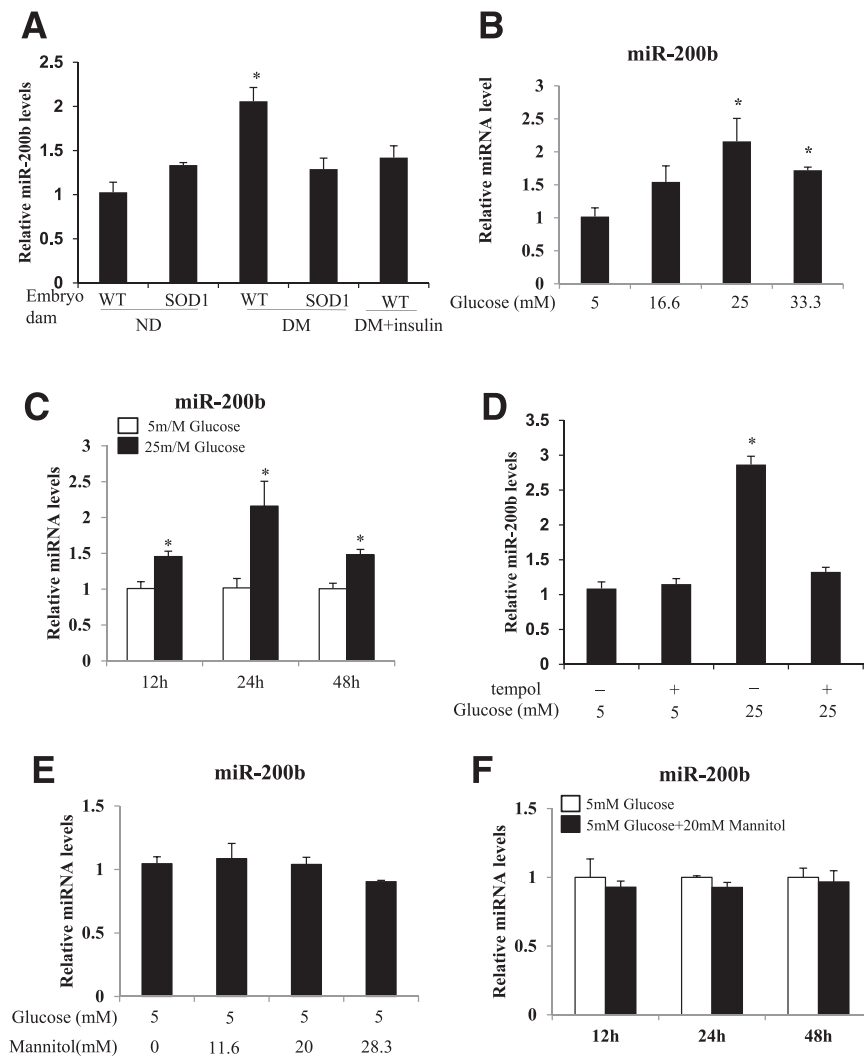 A
Relative miR-200b levels
2.5
2
1.5
1
0.5
0
*
Embryo WT SOD1 WT SOD1 WT
dam ND DM DM+insulin
B
miR-200b
Relative miRNA level
3
2.5
2
1.5
1
0.5
0
* *
Glucose (mM) 5 16.6 25 33.3
C
miR-200b
5m/M Glucose
25m/M Glucose
Relative miRNA levels
3
2.5
2
1.5
1
0.5
0
* * *
12h 24h 48h
D
Relative miR-200b levels
3.5
3
2.5
2
1.5
1
0.5
0
*
tempol – + – +
Glucose (mM) 5 5 25 25
E
miR-200b
Relative miRNA levels
1.5
1
0.5
0
Glucose (mM) 5 5 5 5
Mannitol(mM) 0 11.6 20 28.3
F
miR-200b
5mM Glucose
5mM Glucose+20mM Mannitol
Relative miRNA levels
1.5
1
0.5
0
12h 24h 48h